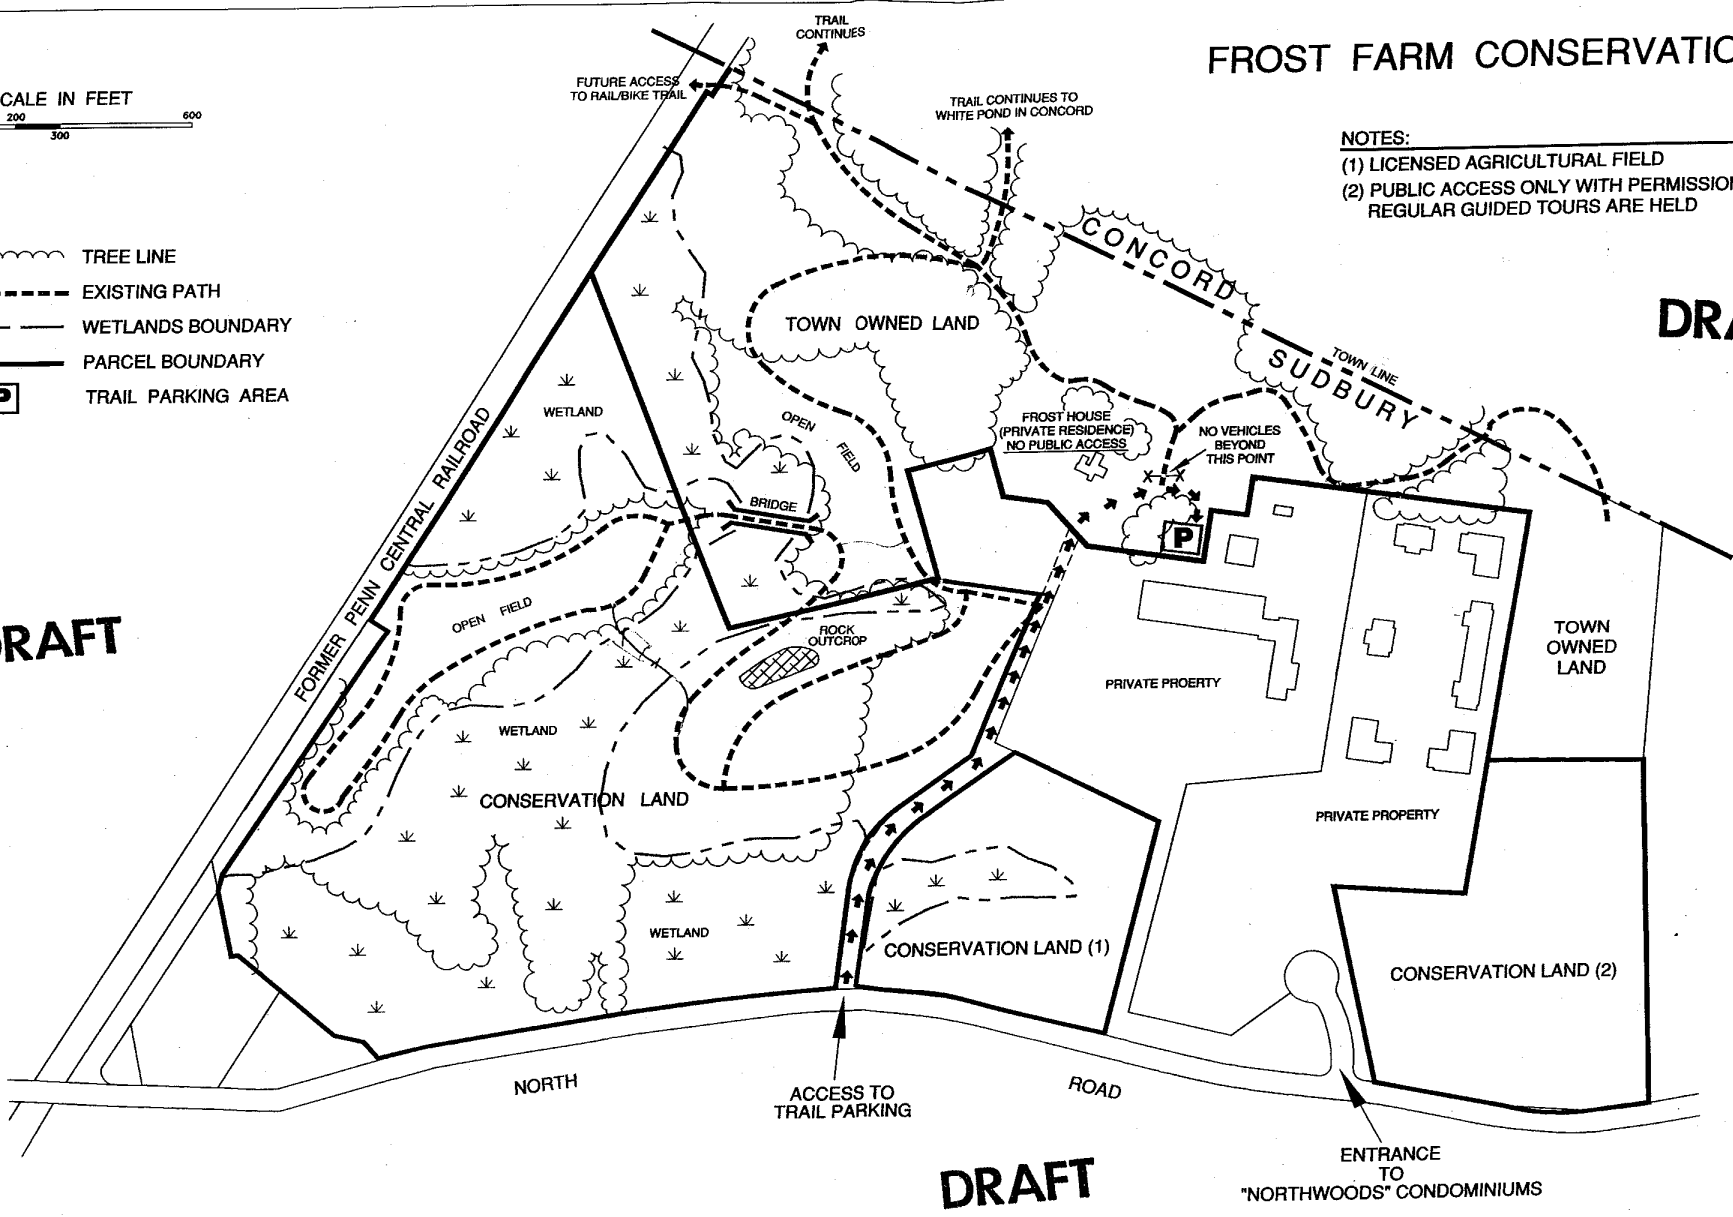 TRAIL
CONTINUES
FROST FARM CONSERVATIO
FUTURE ACCESS
TO RAIL/BIKE TRAIL
TRAIL CONTINUES TO
WHITE POND IN CONCORD
CALE IN FEET
200
600
300
NOTES:
(1) LICENSED AGRICULTURAL FIELD
(2) PUBLIC ACCESS ONLY WITH PERMISSION
REGULAR GUIDED TOURS ARE HELD
TREE LINE
EXISTING PATH
WETLANDS BOUNDARY
PARCEL BOUNDARY
P
TRAIL PARKING AREA
CONCORD
TOWN LINE
SUDBURY
DRA
TOWN OWNED LAND
WETLAND
OPEN FIELD
FROST HOUSE
(PRIVATE RESIDENCE)
NO PUBLIC ACCESS
NO VEHICLES
BEYOND
THIS POINT
X X
BRIDGE
P
FORMER PENN CENTRAL RAILROAD
OPEN FIELD
ROCK
OUTCROP
DRAFT
TOWN
OWNED
LAND
PRIVATE PROERTY
WETLAND
CONSERVATION LAND
PRIVATE PROPERTY
WETLAND
CONSERVATION LAND (1)
CONSERVATION LAND (2)
NORTH ROAD
ACCESS TO
TRAIL PARKING
ENTRANCE
TO
"NORTHWOODS" CONDOMINIUMS
DRAFT